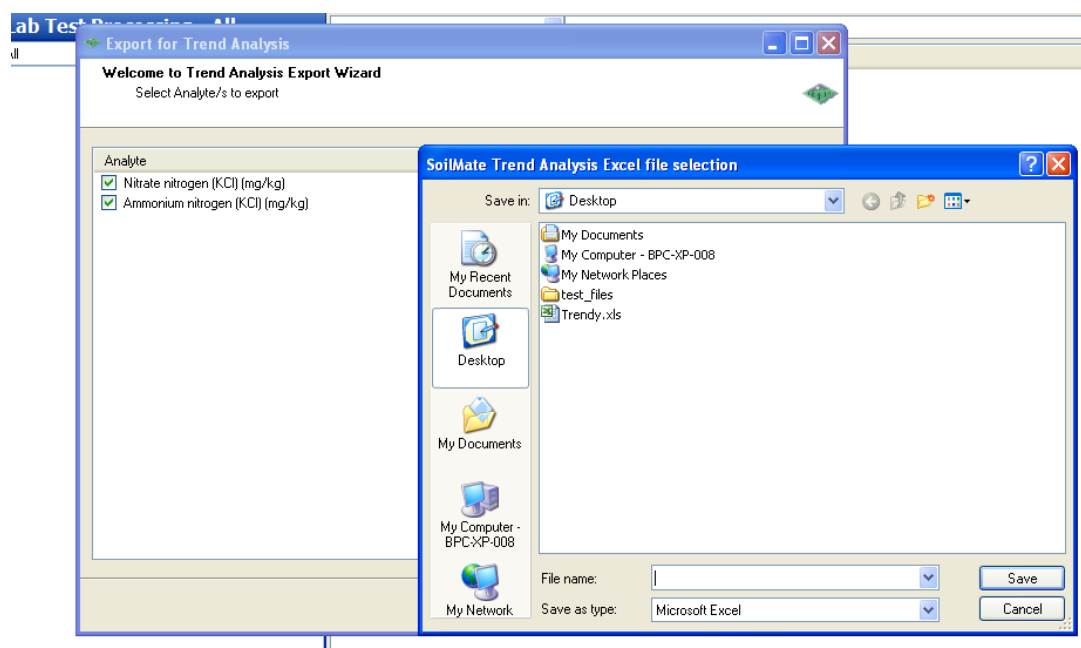 Export for Trend Analysis
Welcome to Trend Analysis Export Wizard
Select Analyte/s to export
Analyte
Nitrate nitrogen (KCl) (mg/kg)
Ammonium nitrogen (KCl) (mg/kg)
SoilMate Trend Analysis Excel file selection
Save in:
Desktop
My Recent
Documents
Desktop
My Documents
My Computer -
BPC-XP-008
My Network
My Documents
My Computer - BPC-XP-008
My Network Places
test_files
Trendy.xls
File name:
Save
Save as type:
Microsoft Excel
Cancel